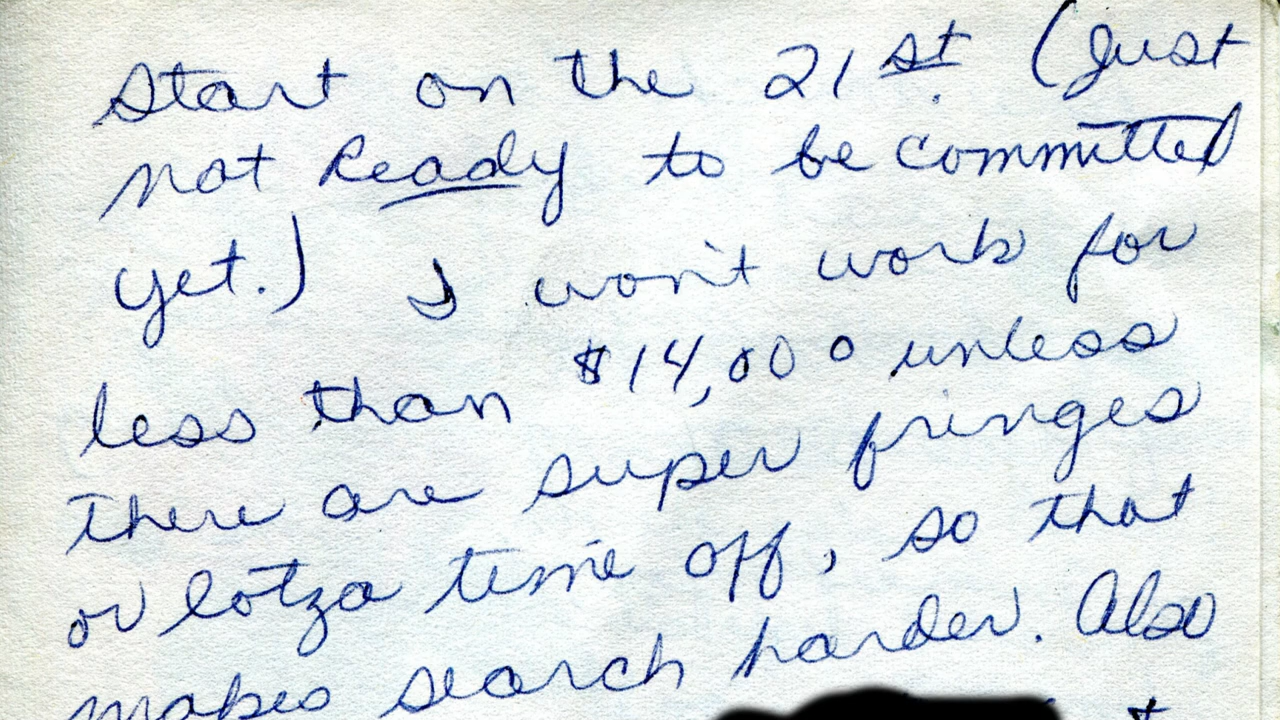 Start on the 21st. (Just
not Ready to be committed
yet.) I won't work for
less than $14,000 unless
there are super fringes
or lotza time off, so that
makes search harder. Also